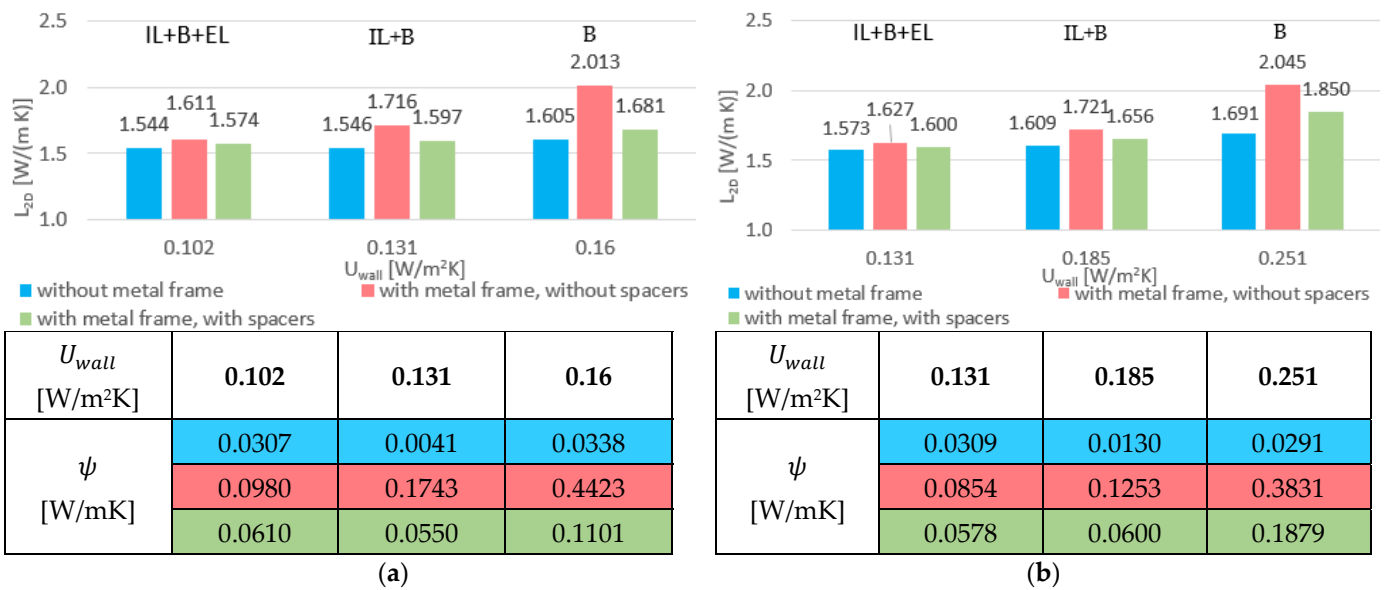 2.5
IL+B+EL IL+B B
2.013
2.0
1.611 1.716 1.681
1.544 1.574 1.546 1.597 1.605
1.5
1.0
L2D [W/(m K)]
0.102 0.131 0.16
Uwall [W/m²K]
without metal frame with metal frame, without spacers
with metal frame, with spacers
Uwall [W/m²K] 0.102 0.131 0.16
ψ [W/mK]
0.0307 0.0041 0.0338
0.0980 0.1743 0.4423
0.0610 0.0550 0.1101
(a)
2.5
IL+B+EL IL+B B
2.045
2.0
1.850
1.627 1.721 1.691
1.573 1.600 1.609 1.656
1.5
1.0
L2D [W/(m K)]
0.131 0.185 0.251
Uwall [W/m²K]
without metal frame with metal frame, without spacers
with metal frame, with spacers
Uwall [W/m²K] 0.131 0.185 0.251
ψ [W/mK]
0.0309 0.0130 0.0291
0.0854 0.1253 0.3831
0.0578 0.0600 0.1879
(b)